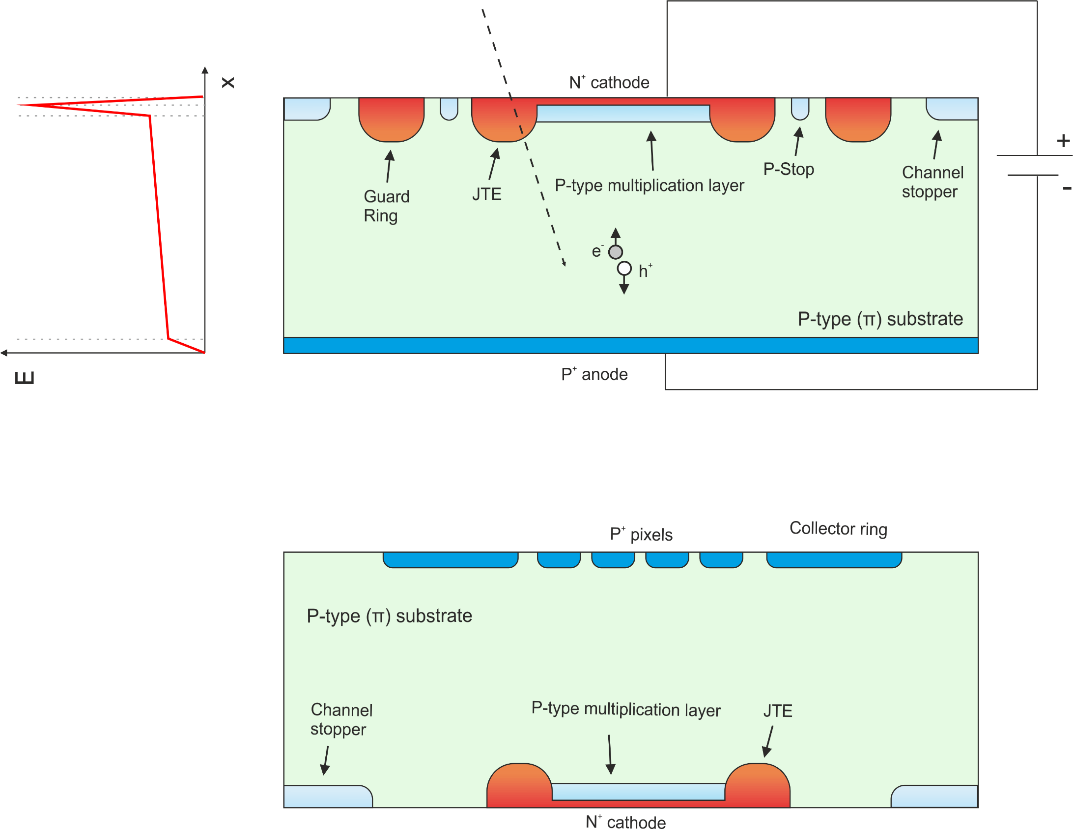 x
N+ cathode
+
-
Guard
Ring
JTE
P-type multiplication layer
P-Stop
Channel
stopper
e-
h+
P-type (π) substrate
E
P+ anode
P+ pixels
Collector ring
P-type (π) substrate
Channel
stopper
P-type multiplication layer
JTE
N+ cathode